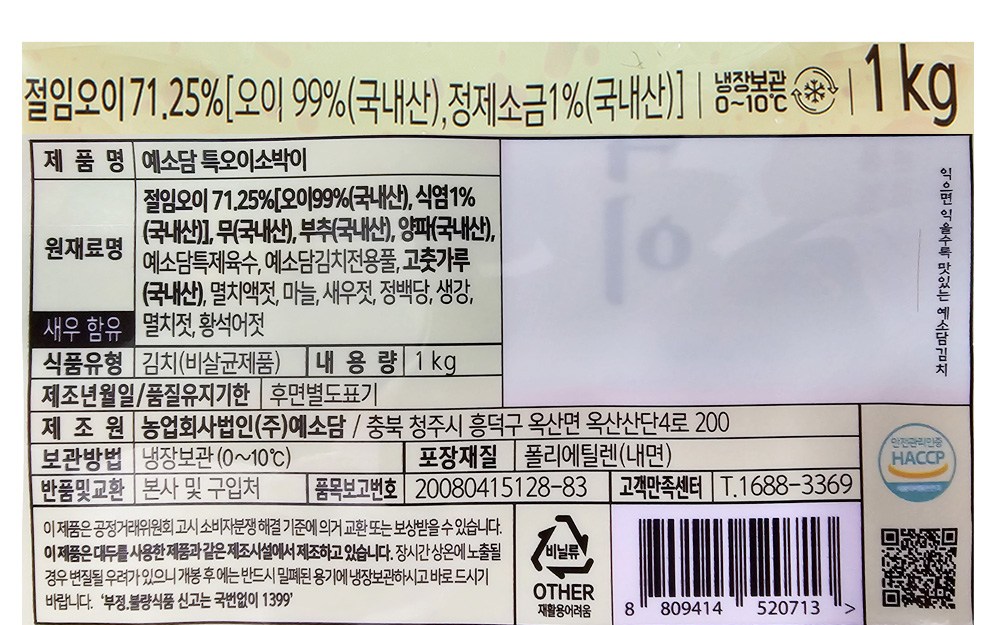 절임오이 71.25%[오이 99%(국내산), 정제소금1%(국내산)] | 냉장보관 0~10℃ | 1kg
제 품 명 예소담 특오이소박이
원재료명 절임오이 71.25%[오이99%(국내산), 식염1%
(국내산)], 무(국내산), 부추(국내산), 양파(국내산),
예소담특제육수, 예소담김치전용풀, 고춧가루
(국내산), 멸치액젓, 마늘, 새우젓, 정백당, 생강,
멸치젓, 황석어젓
새우 함유
식품유형 김치(비살균제품) 내 용 량 1kg
제조년월일/품질유지기한 후면별도표기
제 조 원 농업회사법인(주)예소담 / 충북 청주시 흥덕구 옥산면 옥산산단4로 200
보관방법 냉장보관 (0~10℃) 포장재질 폴리에틸렌(내면)
반품및교환 본사 및 구입처 품목보고번호 20080415128-83 고객만족센터 T.1688-3369
이 제품은 공정거래위원회 고시 소비자분쟁 해결 기준에 의거 교환 또는 보상받을 수 있습니다.
이 제품은 대두를 사용한 제품과 같은 제조시설에서 제조하고 있습니다. 장시간 상온에 노출될
경우 변질될 우려가 있으니 개봉 후에는 반드시 밀폐된 용기에 냉장보관하시고 바로 드시기
바랍니다. ‘부정.불량식품 신고는 국번없이 1399’
비닐류
OTHER
재활용어려움
8 809414 520713 >
익으면 익을수록 맛있는 예소담김치
안전관리인증
HACCP